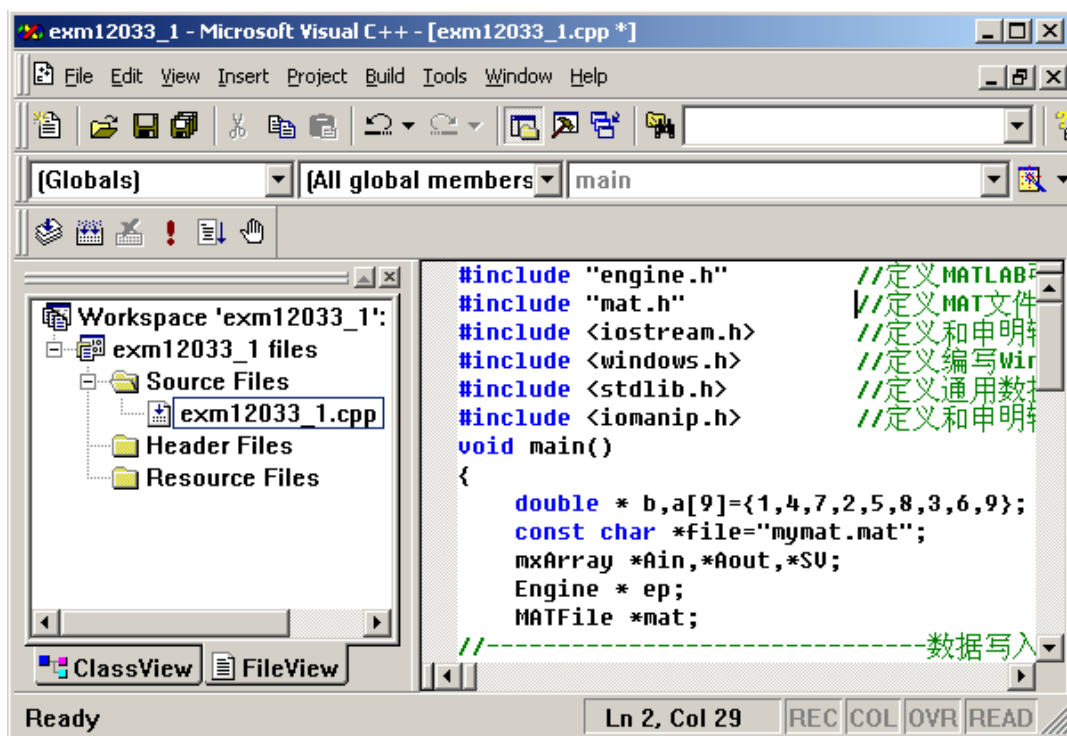 exm12033_1 - Microsoft Visual C++ - [exm12033_1.cpp *]
File Edit View Insert Project Build Tools Window Help
(Globals) (All global members main
Workspace 'exm12033_1':
exm12033_1 files
Source Files
exm12033_1.cpp
Header Files
Resource Files
ClassView FileView
#include "engine.h" //定义MATLAB
#include "mat.h" //定义MAT文件
#include <iostream.h> //定义和申明
#include <windows.h> //定义编写Win
#include <stdlib.h> //定义通用数
#include <iomanip.h> //定义和申明
void main()
{
double * b,a[9]={1,4,7,2,5,8,3,6,9};
const char *file="mymat.mat";
mxArray *Ain,*Aout,*SV;
Engine * ep;
MATFile *mat;
//-------------------------------数据写入
Ready Ln 2, Col 29 REC COL OVR READ